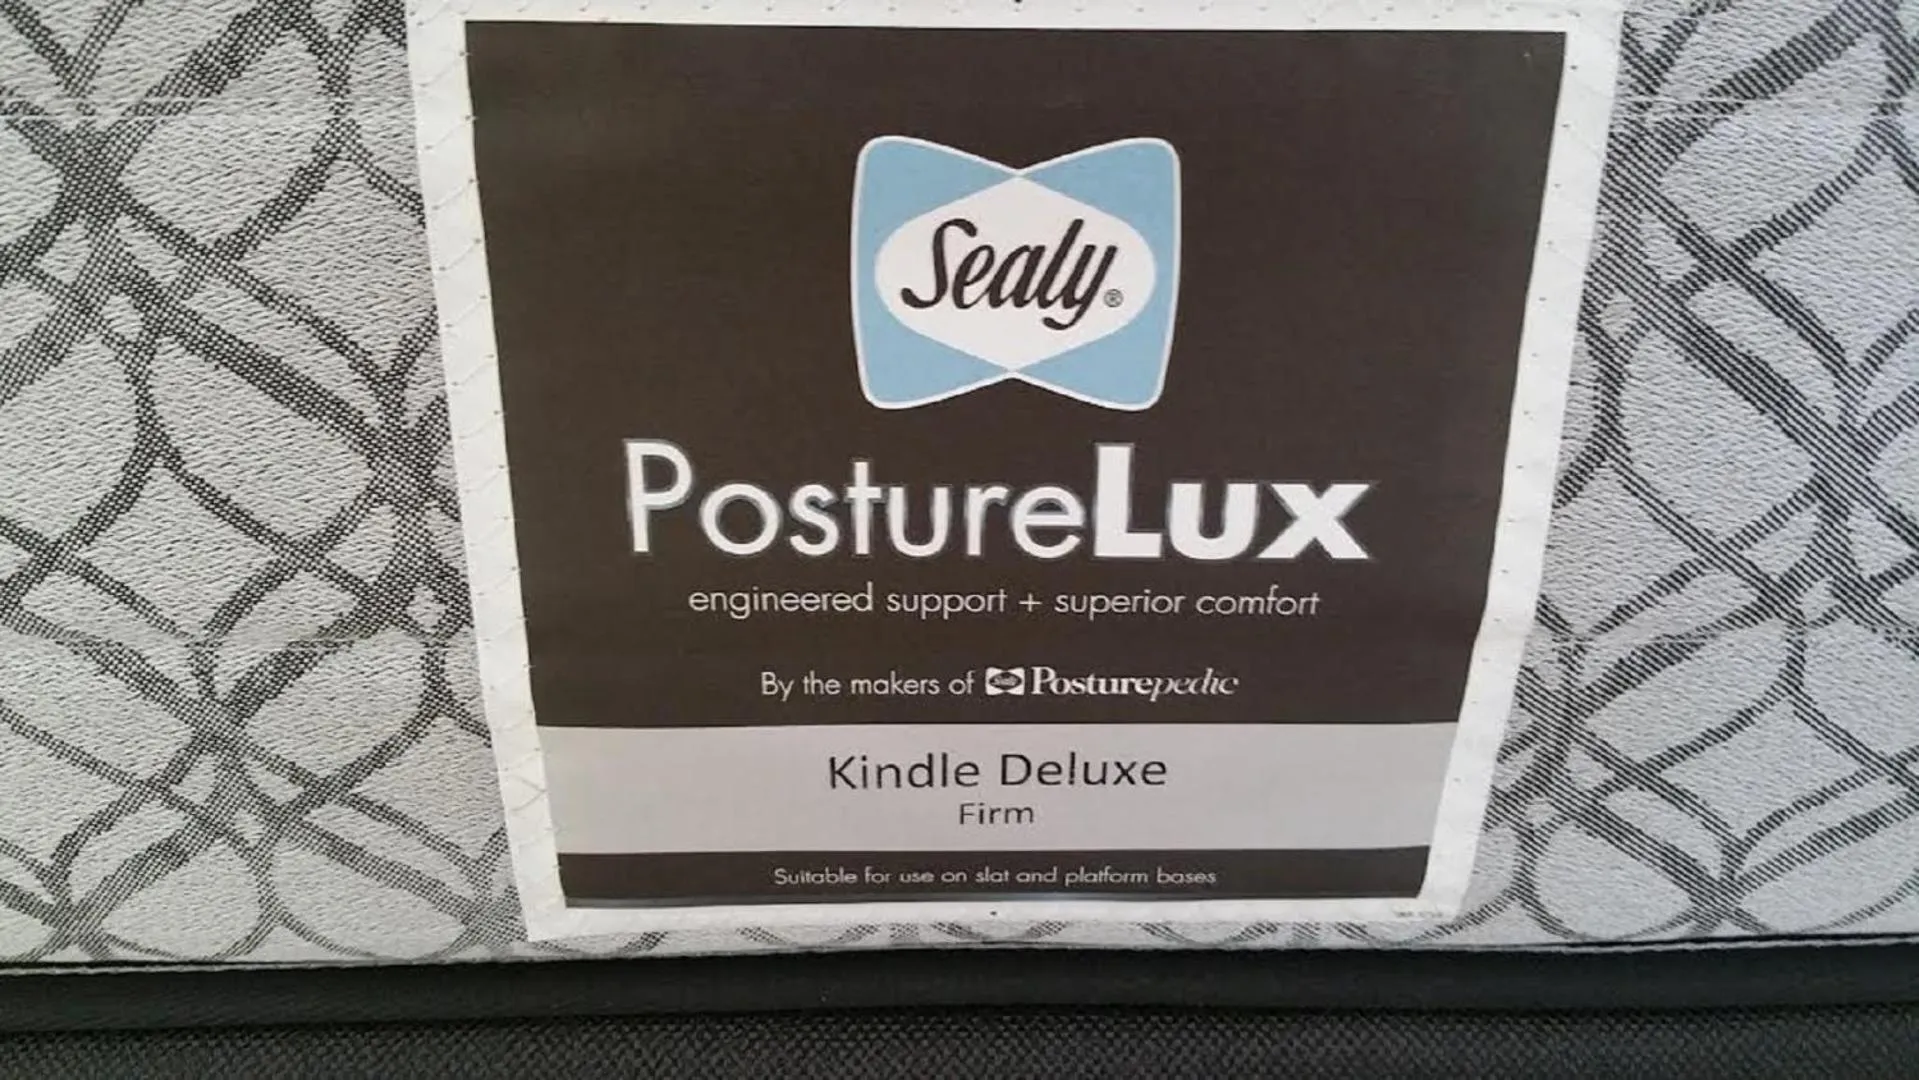 Sealy®
PostureLux
engineered support + superior comfort
By the makers of Sealy Posturepedic
Kindle Deluxe
Firm
Suitable for use on slat and platform bases